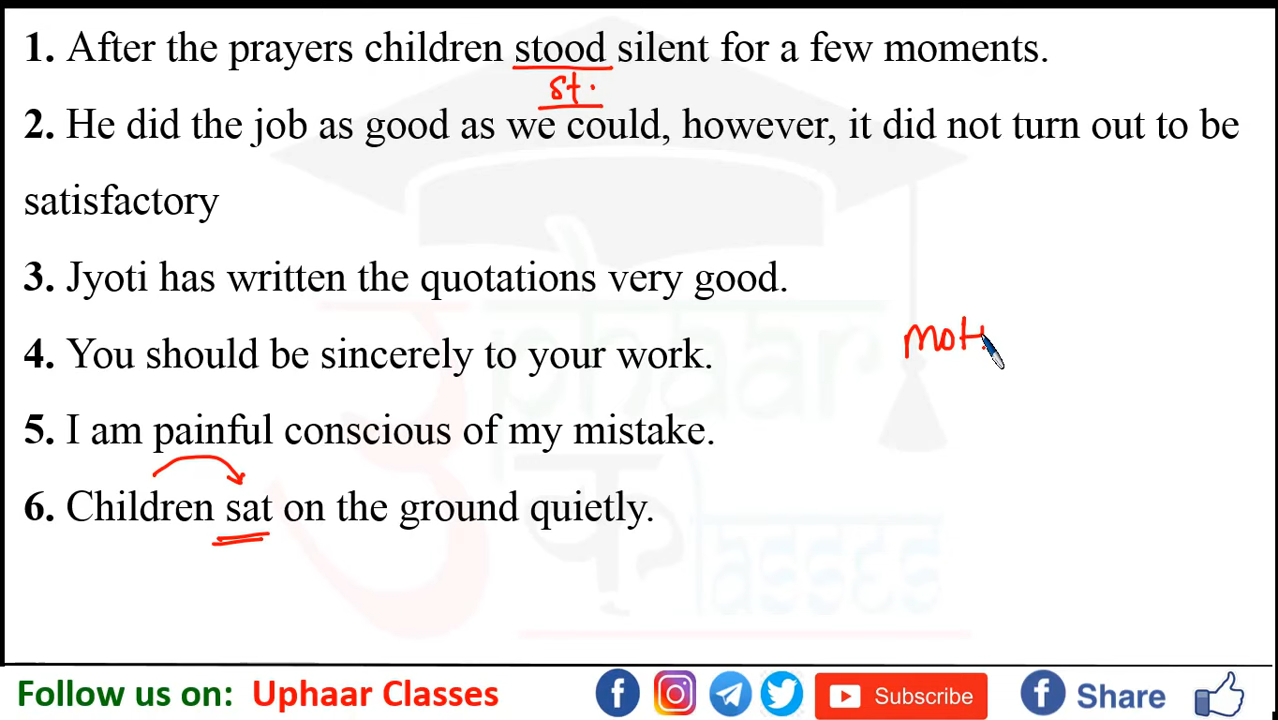 1. After the prayers children stood silent for a few moments.
st.
2. He did the job as good as we could, however, it did not turn out to be
satisfactory
3. Jyoti has written the quotations very good.
mot
4. You should be sincerely to your work.
5. I am painful conscious of my mistake.
6. Children sat on the ground quietly.
Follow us on: Uphaar Classes Subscribe Share